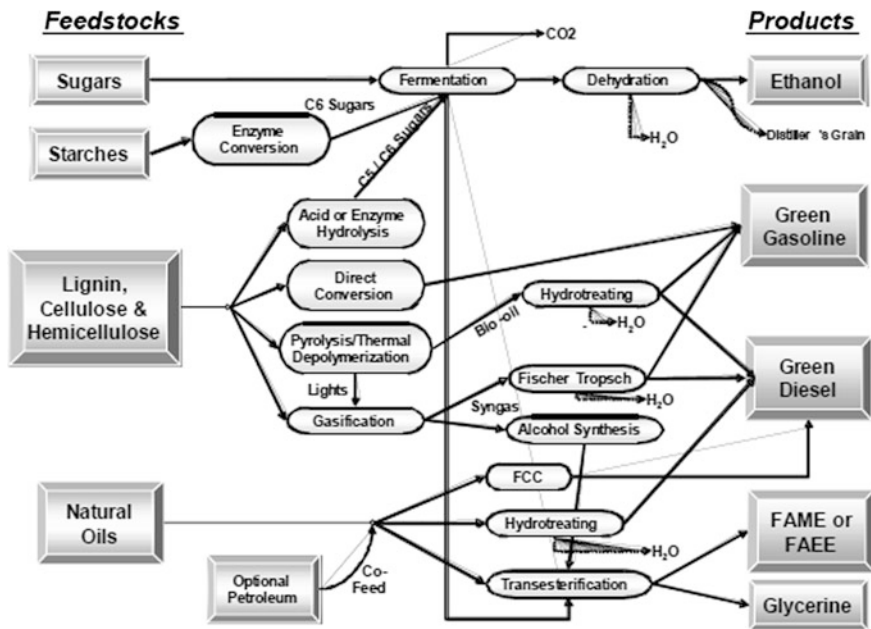 Feedstocks
Products
CO2
Sugars
Fermentation
Dehydration
Ethanol
C6 Sugars
H2O
Distiller 's Grain
Starches
Enzyme
Conversion
C5 / C6 Sugars
Acid or Enzyme
Hydrolysis
Green
Gasoline
Lignin,
Cellulose &
Hemicellulose
Direct
Conversion
Hydrotreating
Bio-oil
H2O
Pyrolysis/Thermal
Depolymerization
Lights
Fischer Tropsch
Green
Diesel
H2O
Syngas
Gasification
Alcohol Synthesis
FCC
Natural
Oils
Hydrotreating
FAME or
FAEE
H2O
Optional
Petroleum
Co-
Feed
Transesterification
Glycerine